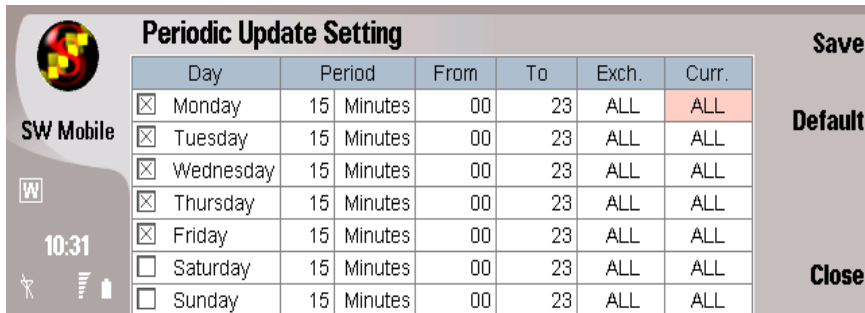 Periodic Update Setting
Save
Day Period From To Exch. Curr.
Monday 15 Minutes 00 23 ALL ALL
SW Mobile
Default
Tuesday 15 Minutes 00 23 ALL ALL
Wednesday 15 Minutes 00 23 ALL ALL
W
Thursday 15 Minutes 00 23 ALL ALL
Friday 15 Minutes 00 23 ALL ALL
10:31
Saturday 15 Minutes 00 23 ALL ALL
Close
Sunday 15 Minutes 00 23 ALL ALL